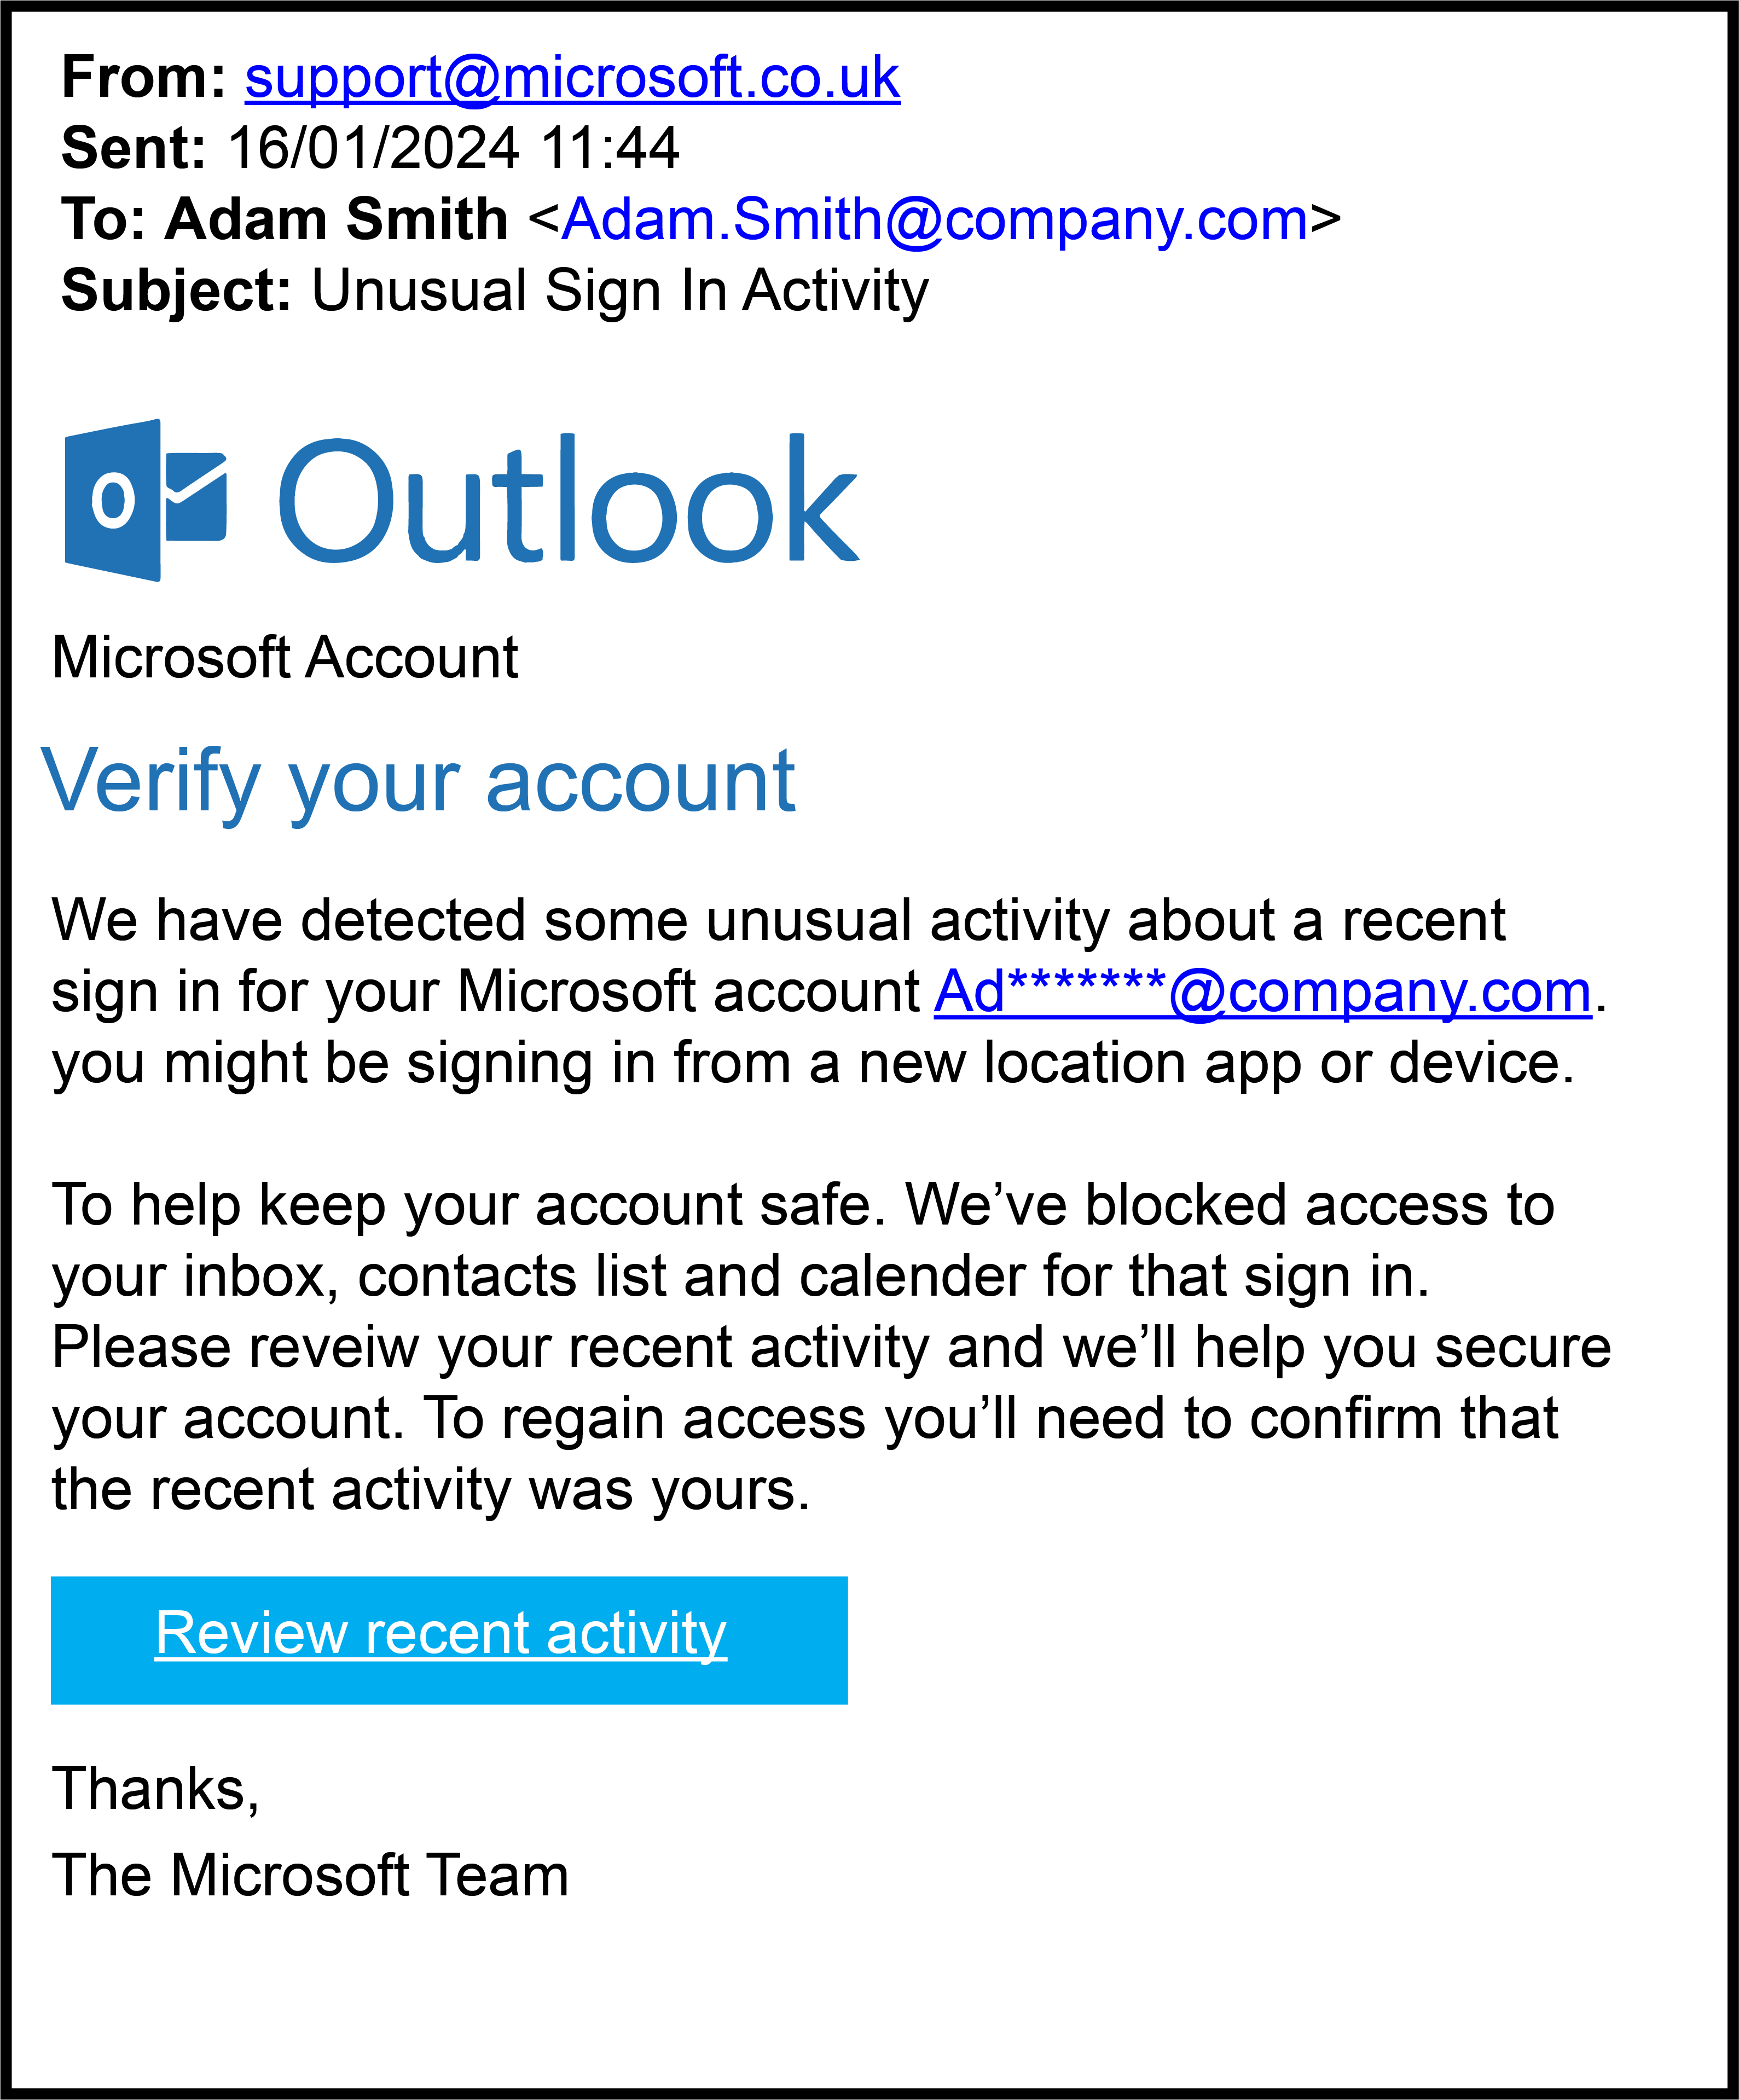 From: support@microsoft.co.uk
Sent: 16/01/2024 11:44
To: Adam Smith <Adam.Smith@company.com>
Subject: Unusual Sign In Activity
O Outlook
Microsoft Account
Verify your account
We have detected some unusual activity about a recent
sign in for your Microsoft account Ad*******@company.com.
you might be signing in from a new location app or device.
To help keep your account safe. We’ve blocked access to
your inbox, contacts list and calender for that sign in.
Please reveiw your recent activity and we’ll help you secure
your account. To regain access you’ll need to confirm that
the recent activity was yours.
Review recent activity
Thanks,
The Microsoft Team